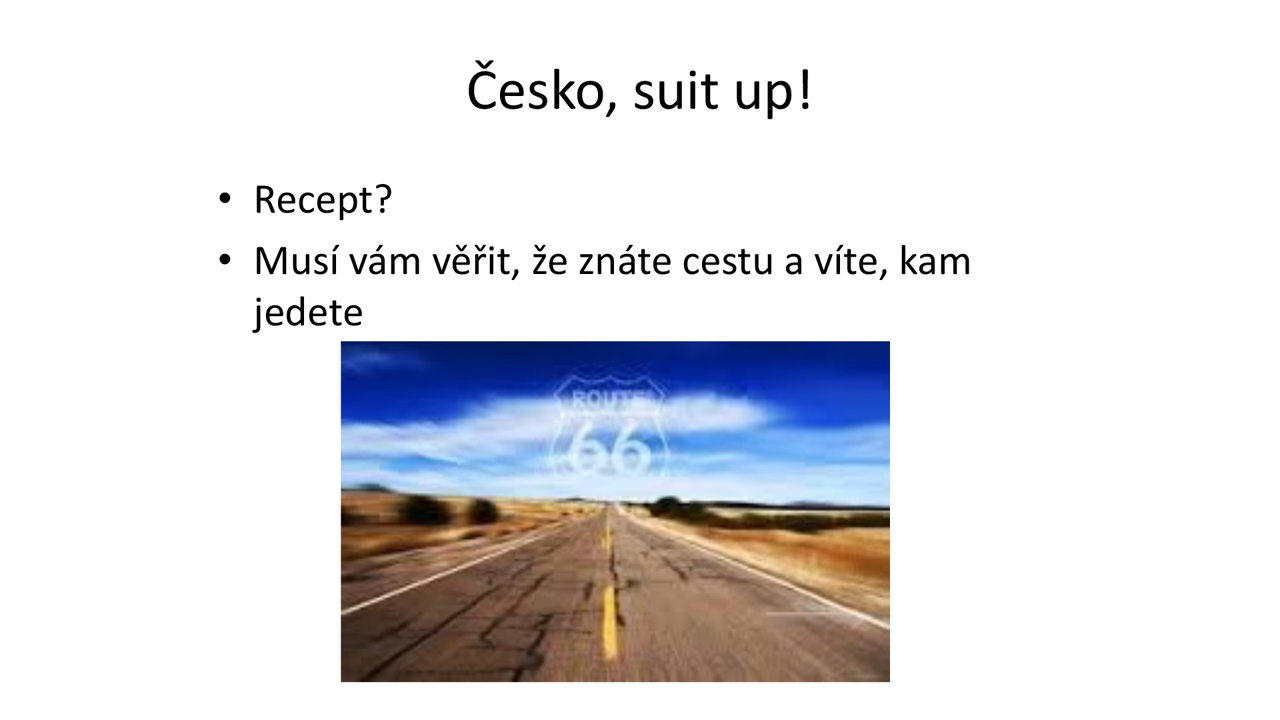 Česko, suit up!
• Recept?
• Musí vám věřit, že znáte cestu a víte, kam
jedete
ROUTE
66